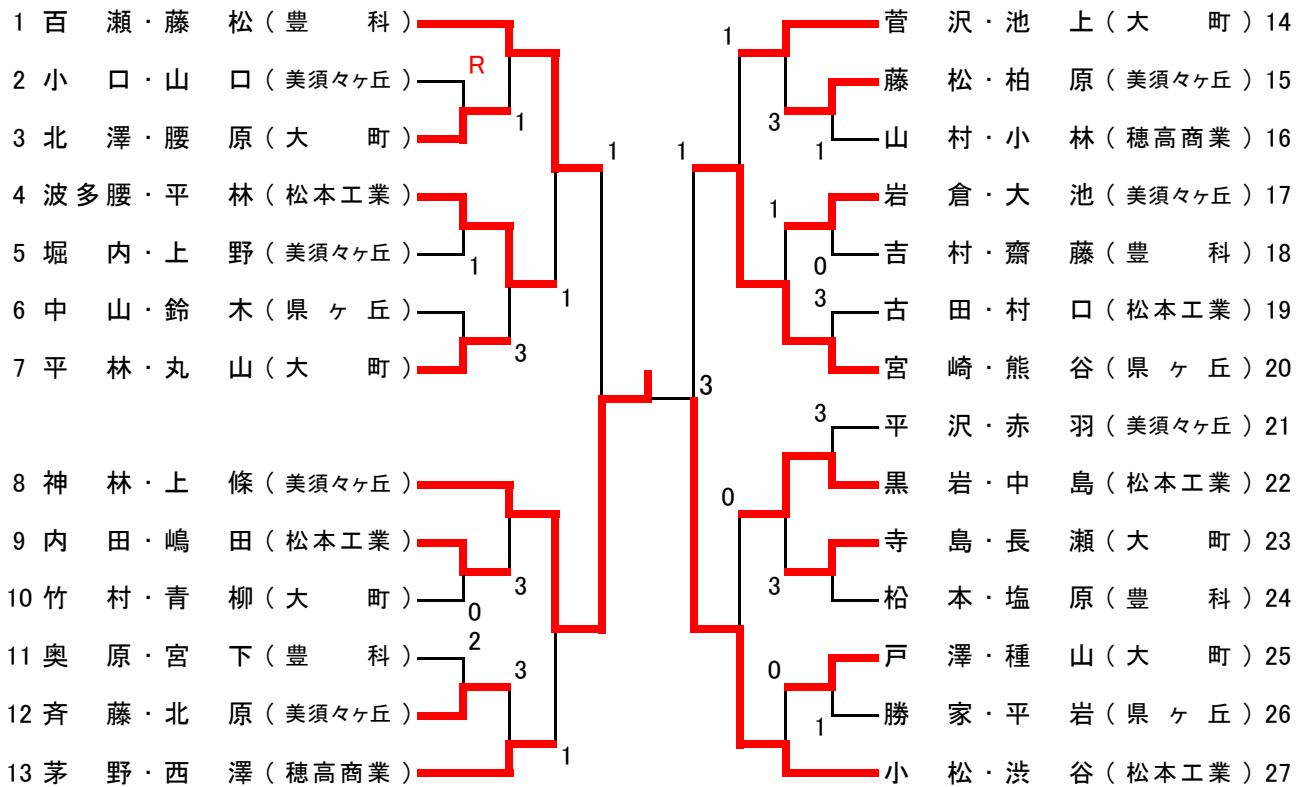 1 百瀬・藤松(豊科)
2 小口・山口(美須々ヶ丘)
R
3 北澤・腰原(大町)
1
1
4 波多腰・平林(松本工業)
5 堀内・上野(美須々ヶ丘)
1
1
6 中山・鈴木(県ヶ丘)
7 平林・丸山(大町)
3
8 神林・上條(美須々ヶ丘)
9 内田・嶋田(松本工業)
3
10 竹村・青柳(大町)
0
2
11 奥原・宮下(豊科)
3
12 斉藤・北原(美須々ヶ丘)
1
13 茅野・西澤(穂高商業)
菅沢・池上(大町)14
1
藤松・柏原(美須々ヶ丘)15
3
山村・小林(穂高商業)16
1
1
岩倉・大池(美須々ヶ丘)17
1
吉村・齋藤(豊科)18
0
3
古田・村口(松本工業)19
宮崎・熊谷(県ヶ丘)20
3
3
平沢・赤羽(美須々ヶ丘)21
黒岩・中島(松本工業)22
0
寺島・長瀬(大町)23
3
松本・塩原(豊科)24
戸澤・種山(大町)25
0
勝家・平岩(県ヶ丘)26
1
小松・渋谷(松本工業)27